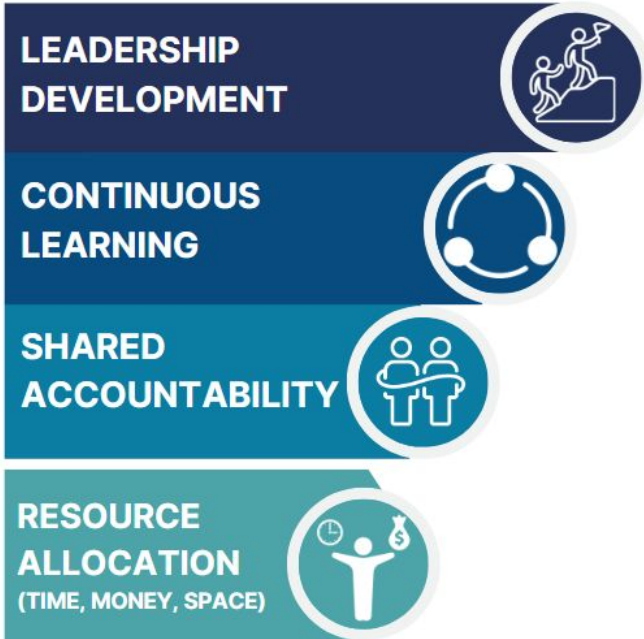 LEADERSHIP
DEVELOPMENT
CONTINUOUS
LEARNING
SHARED
ACCOUNTABILITY
RESOURCE
ALLOCATION
(TIME, MONEY, SPACE)
$